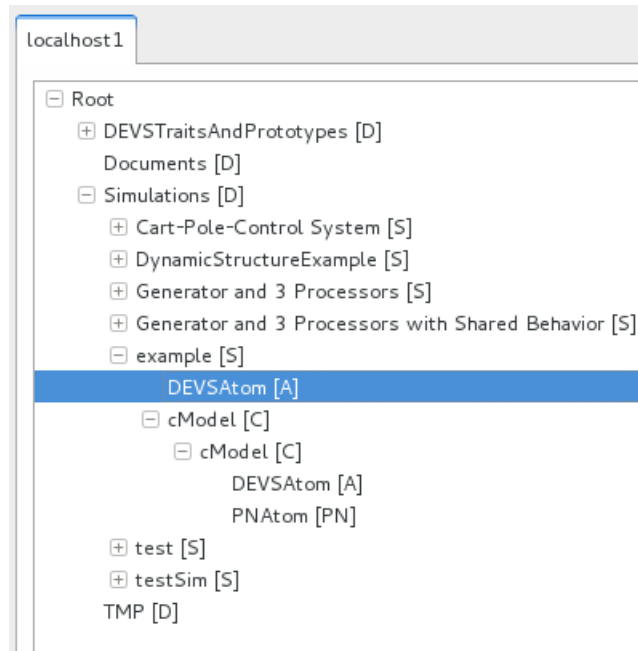 localhost1
Root
DEVSTraitsAndPrototypes [D]
Documents [D]
Simulations [D]
Cart-Pole-Control System [S]
DynamicStructureExample [S]
Generator and 3 Processors [S]
Generator and 3 Processors with Shared Behavior [S]
example [S]
DEVSAtom [A]
cModel [C]
cModel [C]
DEVSAtom [A]
PNAtom [PN]
test [S]
testSim [S]
TMP [D]